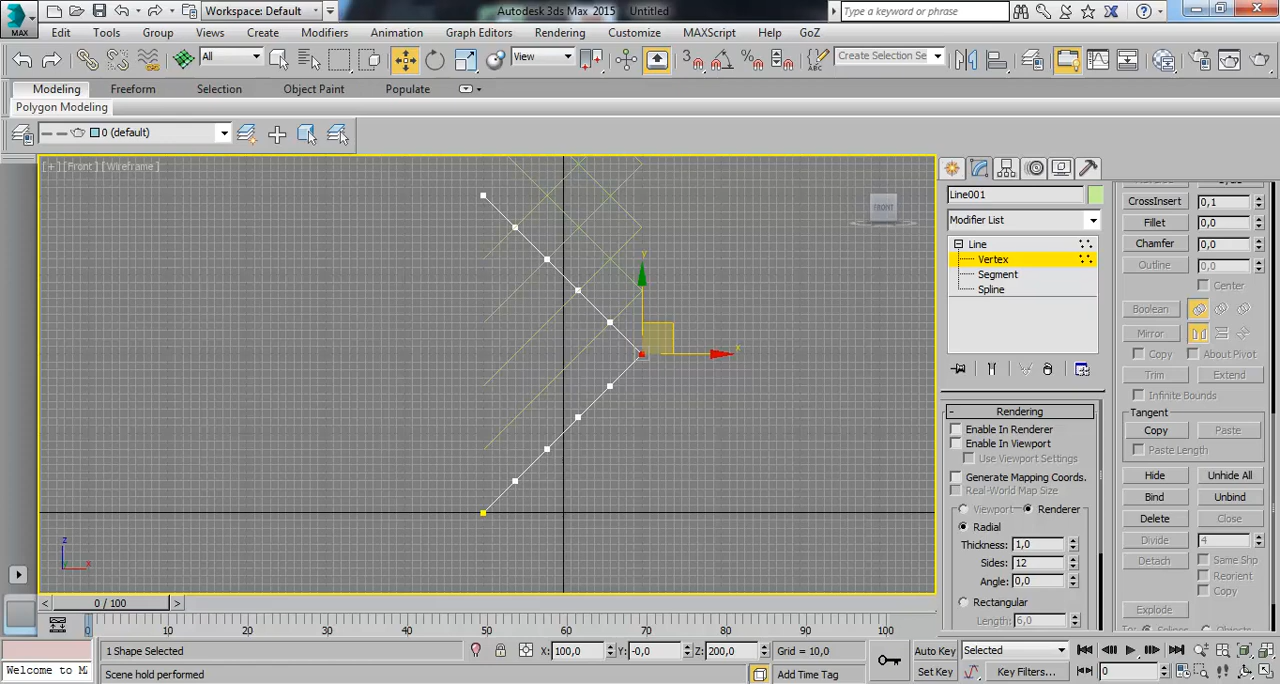 Workspace: Default
Autodesk 3ds Max 2015
Untitled
Type a keyword or phrase
MAX
Edit
Tools
Group
Views
Create
Modifiers
Animation
Graph Editors
Rendering
Customize
MAXScript
Help
GoZ
All
View
3
%
ABC
Create Selection Se
Modeling
Freeform
Selection
Object Paint
Populate
Polygon Modeling
0 (default)
[+][Front][Wireframe]
FRONT
y
x
z
x
Line001
Modifier List
Line
Vertex
Segment
Spline
Rendering
Enable In Renderer
Enable In Viewport
Use Viewport Settings
Generate Mapping Coords.
Real-World Map Size
Viewport
Renderer
Radial
Thickness: 1,0
Sides: 12
Angle: 0,0
Rectangular
Length: 6,0
CrossInsert 0,1
Fillet 0,0
Chamfer 0,0
Outline 0,0
Center
Boolean
Mirror
Copy
About Pivot
Trim
Extend
Infinite Bounds
Tangent
Copy
Paste
Paste Length
Hide
Unhide All
Bind
Unbind
Delete
Close
Divide 4
Detach
Same Shp
Reorient
Copy
Explode
0 / 100
0 10 20 30 40 50 60 70 80 90 100
1 Shape Selected
X: 100,0
Y: -0,0
Z: 200,0
Grid = 10,0
Auto Key
Selected
Welcome to M
Scene hold performed
Add Time Tag
Set Key
Key Filters...
0